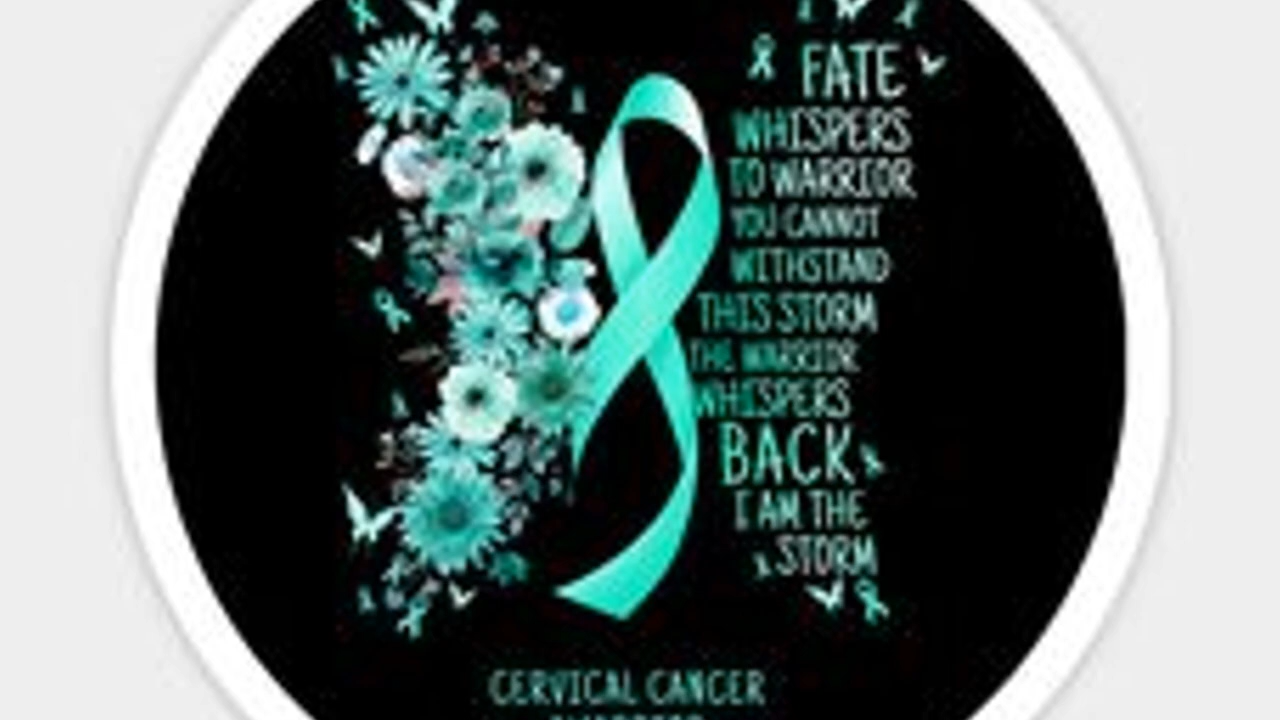 FATE
WHISPERS
TO WARRIOR
YOU CANNOT
WITHSTAND
THIS STORM
THE WARRIOR
WHISPERS
BACK
I AM THE
STORM
CERVICAL CANCER